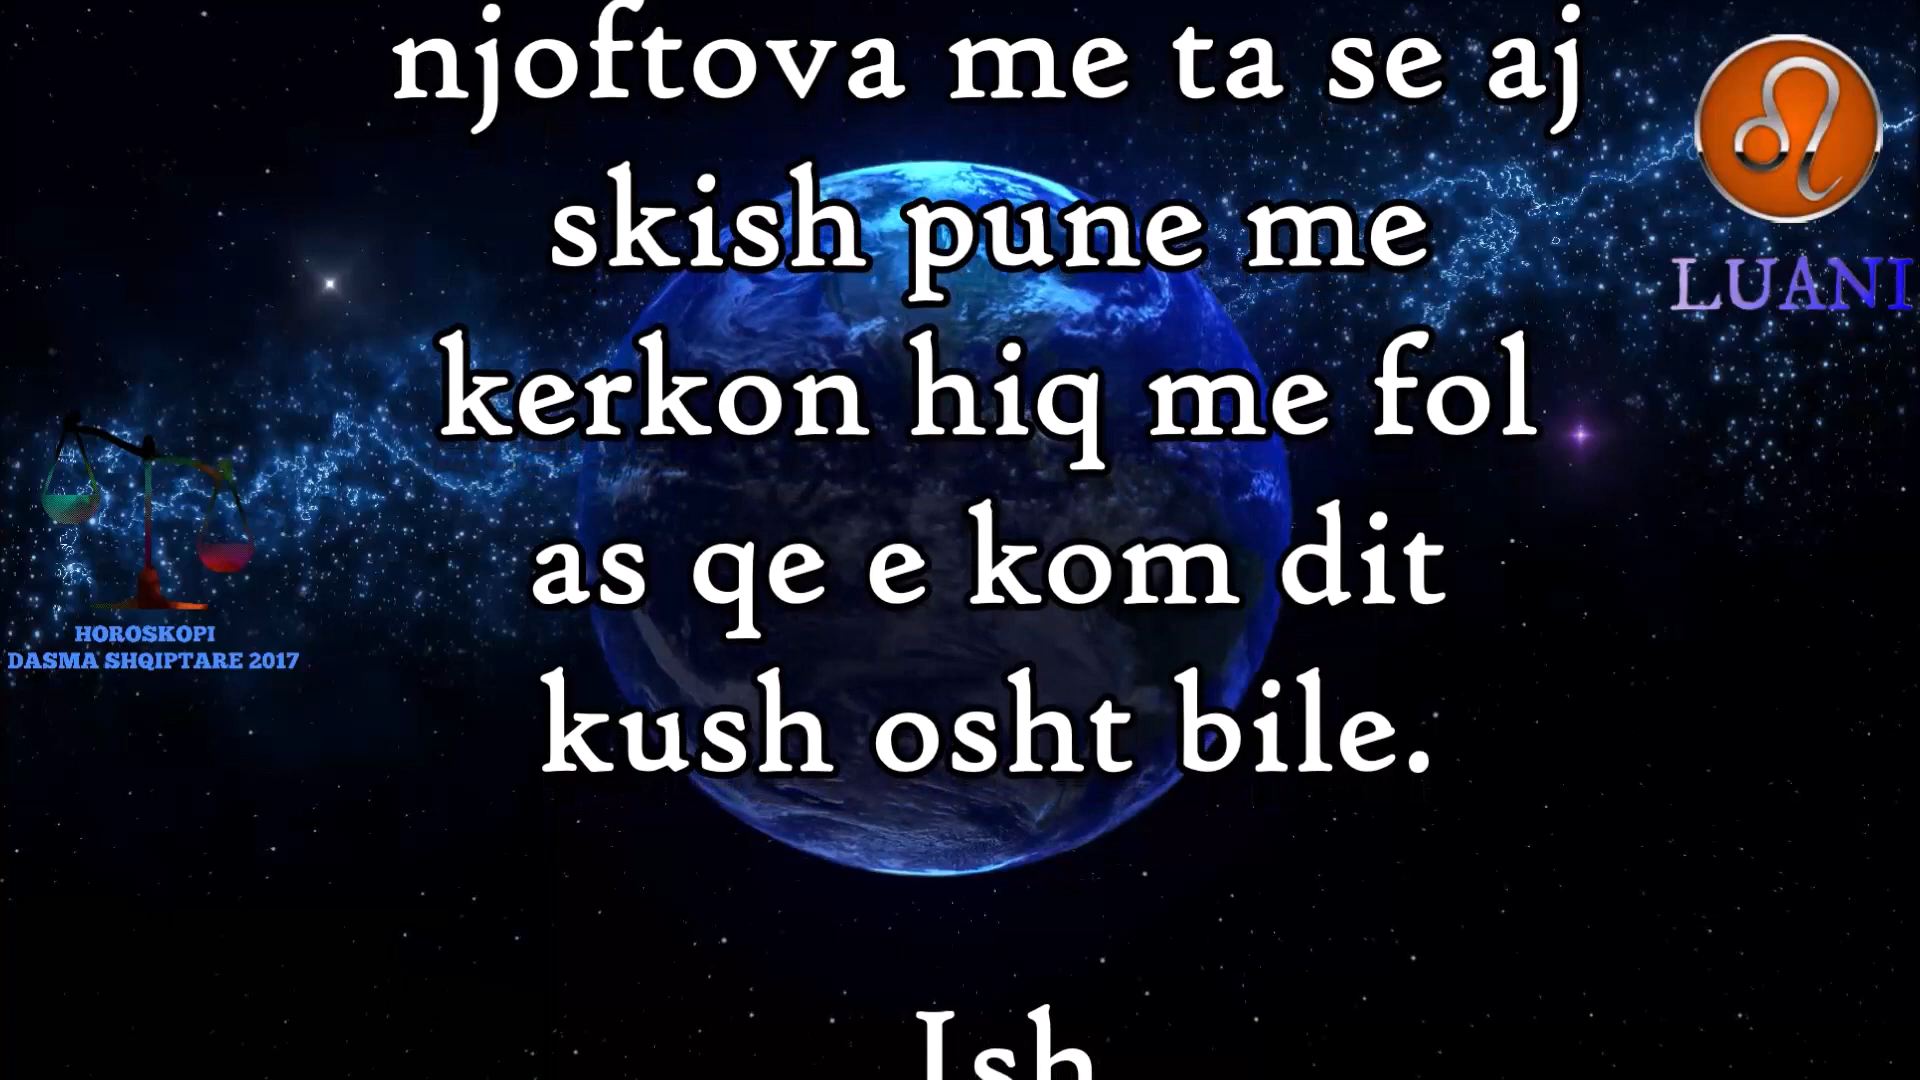 njoftova me ta se aj
skish pune me
kerkon hiq me fol
as qe e kom dit
kush osht bile.
Ish
LUANI
HOROSKOPI
DASMA SHQIPTARE 2017